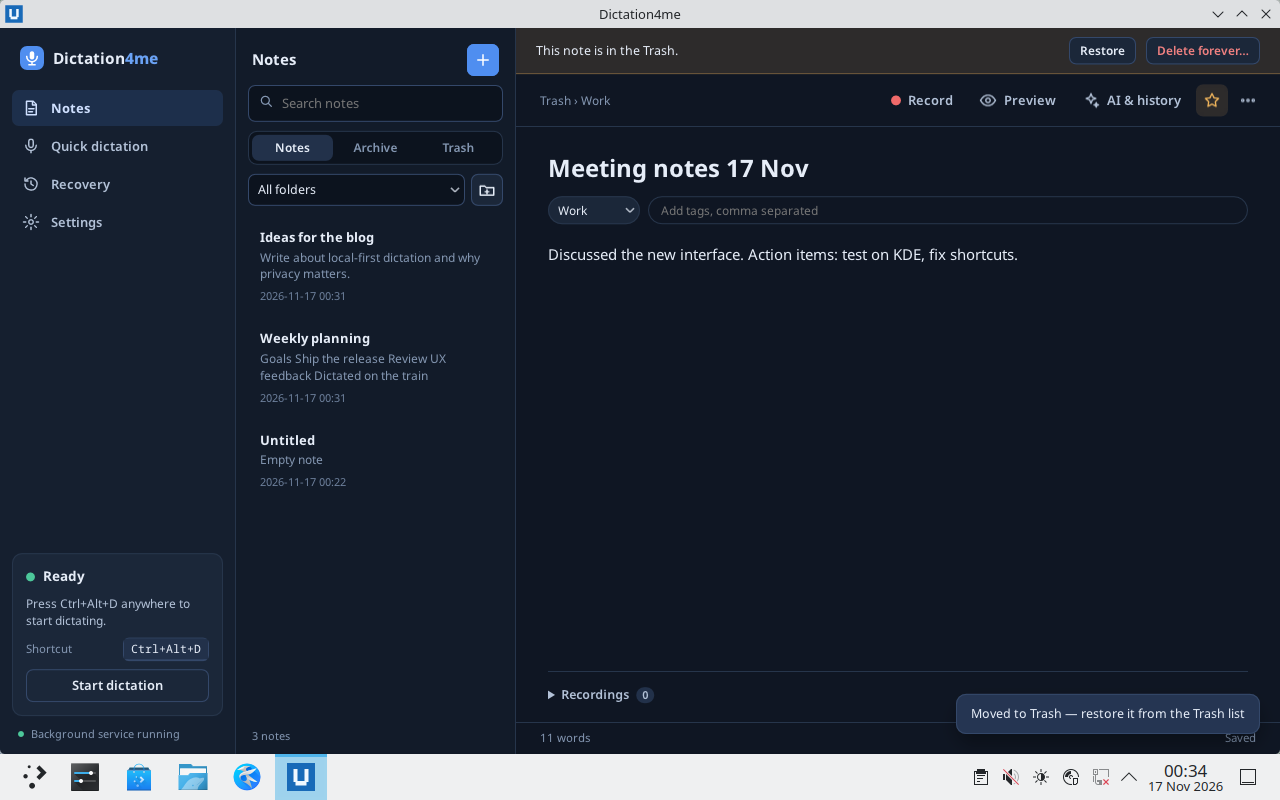 Dictation4me
Dictation4me
Notes
Quick dictation
Recovery
Settings
Ready
Press Ctrl+Alt+D anywhere to
start dictating.
Shortcut
Ctrl+Alt+D
Start dictation
Background service running
Notes
Search notes
Notes
Archive
Trash
All folders
Ideas for the blog
Write about local-first dictation and why
privacy matters.
2026-11-17 00:31
Weekly planning
Goals Ship the release Review UX
feedback Dictated on the train
2026-11-17 00:31
Untitled
Empty note
2026-11-17 00:22
3 notes
This note is in the Trash.
Restore
Delete forever...
Trash › Work
Record
Preview
AI & history
Meeting notes 17 Nov
Work
Add tags, comma separated
Discussed the new interface. Action items: test on KDE, fix shortcuts.
Recordings 0
Moved to Trash — restore it from the Trash list
11 words
Saved
00:34
17 Nov 2026